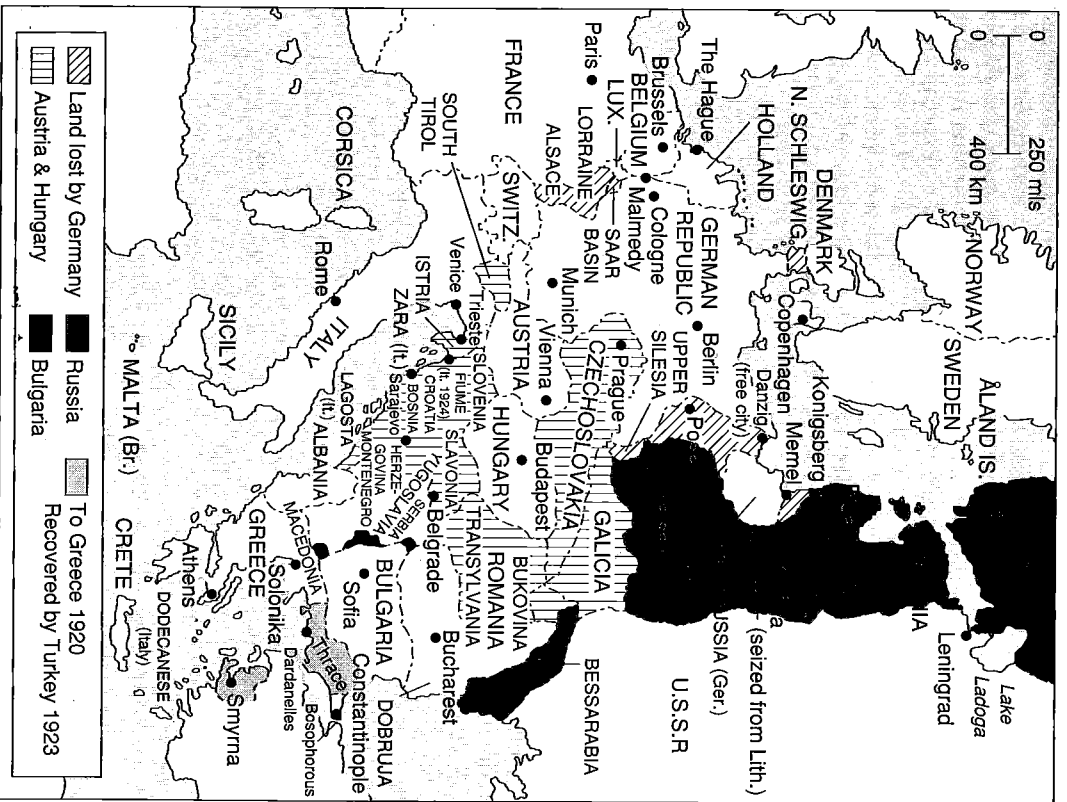 0 250 mls
0 400 km
NORWAY
SWEDEN
ÅLAND IS.
Lake
Ladoga
Leningrad
DENMARK
N. SCHLESWIG
Copenhagen
Konigsberg
Memel
Danzig
(free city)
(seized from Lith.)
(Ger.)
U.S.S.R
HOLLAND
The Hague
Brussels
BELGIUM
LUX.
Malmedy
Cologne
GERMAN
REPUBLIC
Berlin
UPPER
SILESIA
Paris
LORRAINE
SAAR
BASIN
ALSACE
FRANCE
Munich
Prague
CZECHOSLOVAKIA
GALICIA
BESSARABIA
SWITZ.
AUSTRIA
Vienna
Budapest
HUNGARY
BUKOVINA
ROMANIA
TRANSYLVANIA
SOUTH
TIROL
Venice
Trieste
SLOVENIA
ISTRIA
FIUME
(It. 1924)
CROATIA
SLAVONIA
ZARA (It.)
BOSNIA
Sarajevo
HERZE-
GOVINA
YUGOSLAVIA
SERBIA
Belgrade
Bucharest
DOBRUJA
MONTENEGRO
LAGOSTA
(It.)
ALBANIA
BULGARIA
Sofia
CORSICA
Rome
ITALY
MACEDONIA
Solonika
Thrace
Constantinople
Bosophorous
Dardanelles
GREECE
Athens
Smyrna
SICILY
MALTA (Br.)
CRETE
DODECANESE
(Italy)
Land lost by Germany
Russia
To Greece 1920
Recovered by Turkey 1923
Austria & Hungary
Bulgaria